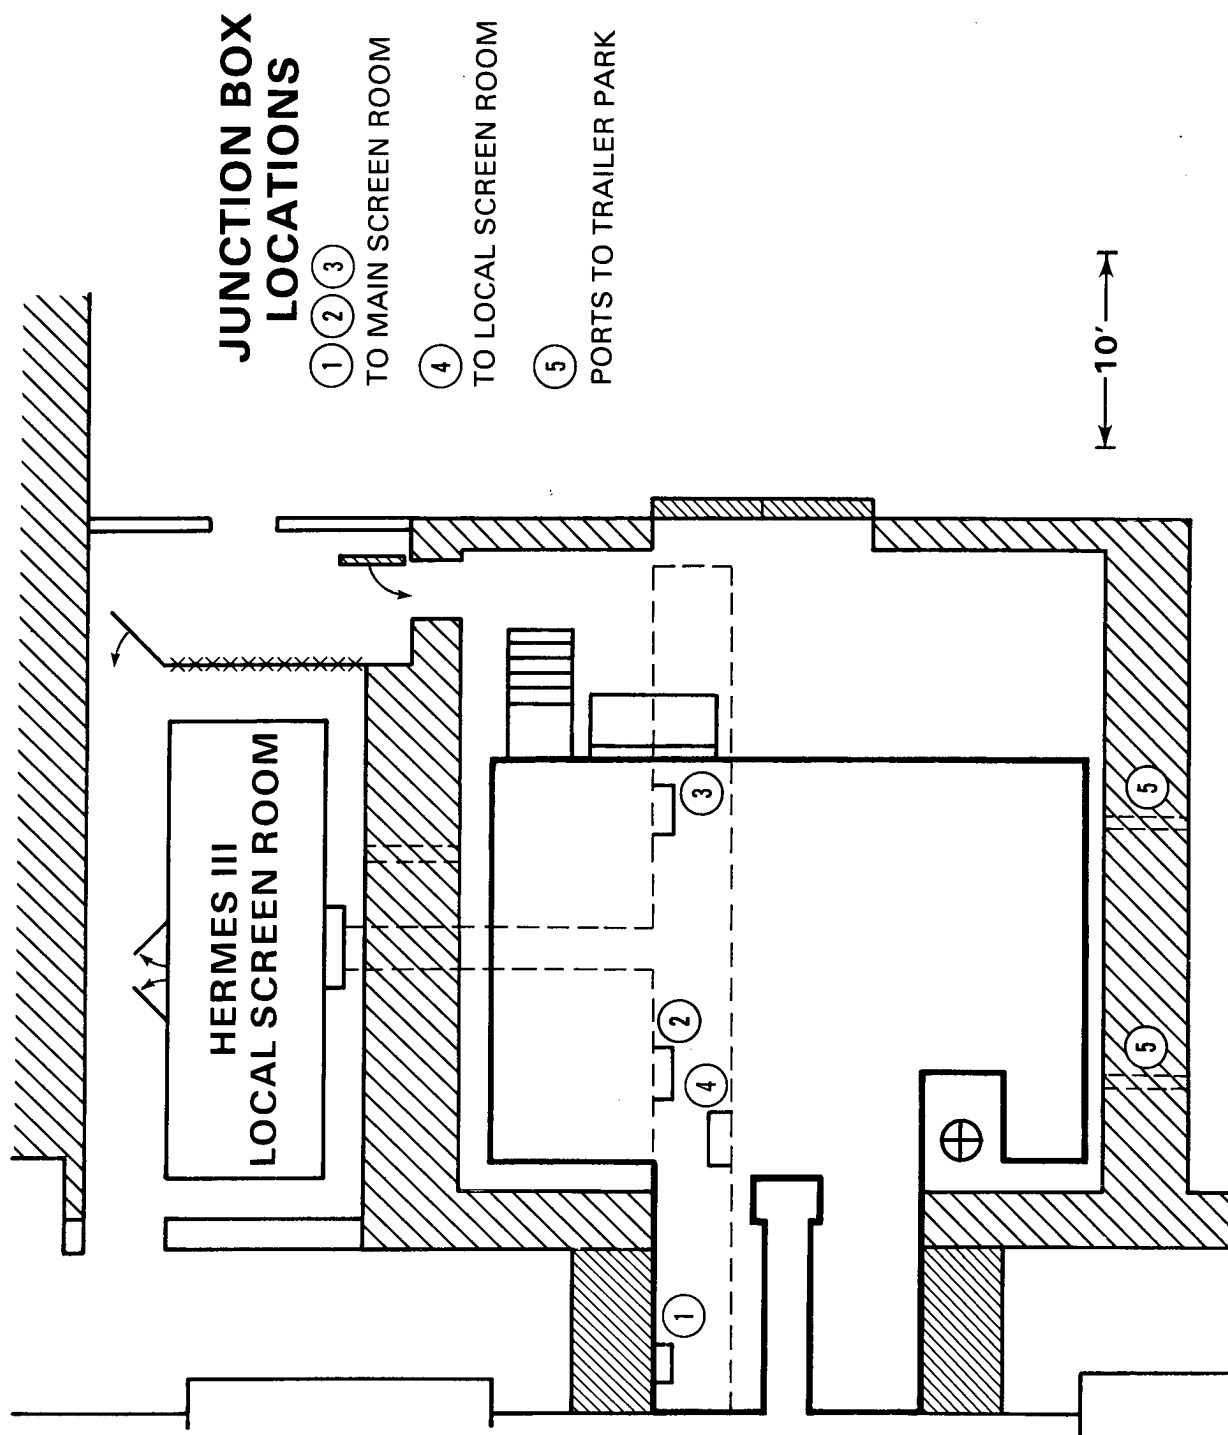 JUNCTION BOX
LOCATIONS
1 2 3
TO MAIN SCREEN ROOM
4
TO LOCAL SCREEN ROOM
5
PORTS TO TRAILER PARK
HERMES III
LOCAL SCREEN ROOM
1
2
4
3
5
5
10'